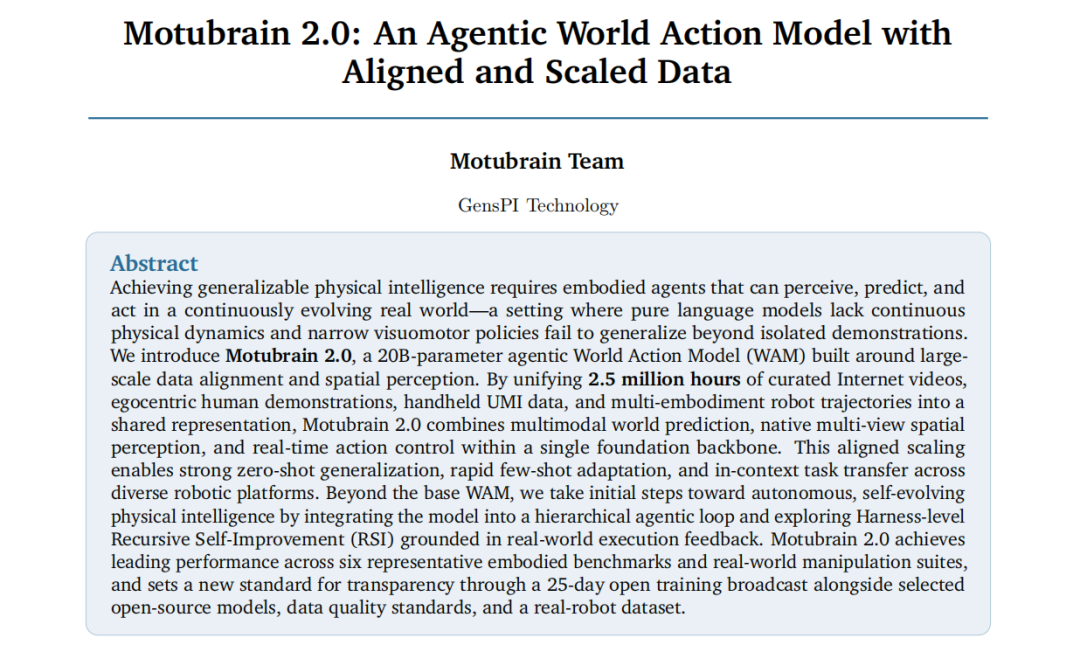 Motubrain 2.0: An Agentic World Action Model with
Aligned and Scaled Data
Motubrain Team
GensPI Technology
Abstract
Achieving generalizable physical intelligence requires embodied agents that can perceive, predict, and
act in a continuously evolving real world—a setting where pure language models lack continuous
physical dynamics and narrow visuomotor policies fail to generalize beyond isolated demonstrations.
We introduce Motubrain 2.0, a 20B-parameter agentic World Action Model (WAM) built around large-
scale data alignment and spatial perception. By unifying 2.5 million hours of curated Internet videos,
egocentric human demonstrations, handheld UMI data, and multi-embodiment robot trajectories into a
shared representation, Motubrain 2.0 combines multimodal world prediction, native multi-view spatial
perception, and real-time action control within a single foundation backbone. This aligned scaling
enables strong zero-shot generalization, rapid few-shot adaptation, and in-context task transfer across
diverse robotic platforms. Beyond the base WAM, we take initial steps toward autonomous, self-evolving
physical intelligence by integrating the model into a hierarchical agentic loop and exploring Harness-level
Recursive Self-Improvement (RSI) grounded in real-world execution feedback. Motubrain 2.0 achieves
leading performance across six representative embodied benchmarks and real-world manipulation suites,
and sets a new standard for transparency through a 25-day open training broadcast alongside selected
open-source models, data quality standards, and a real-robot dataset.